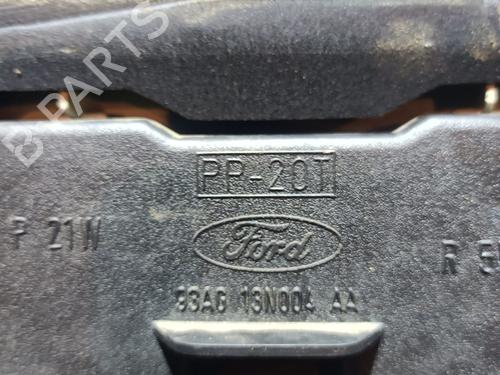 PP-20T
P 21W
Ford
R 5
93AG 13N004 AA
B-PARTS